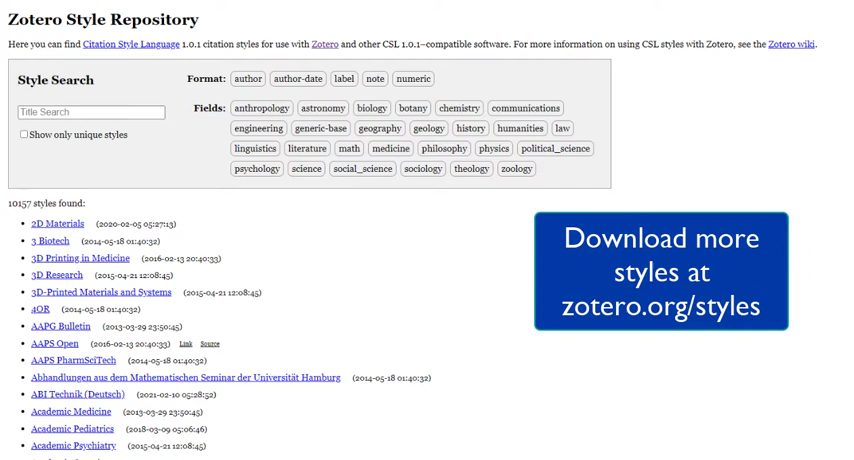 Zotero Style Repository
Here you can find Citation Style Language 1.0.1 citation styles for use with Zotero and other CSL 1.0.1–compatible software. For more information on using CSL styles with Zotero, see the Zotero wiki.
Style Search
Format: author author-date label note numeric
Title Search
Fields: anthropology astronomy biology botany chemistry communications
engineering generic-base geography geology history humanities law
Show only unique styles
linguistics literature math medicine philosophy physics political_science
psychology science social_science sociology theology zoology
10157 styles found:
2D Materials (2020-02-05 05:27:13)
3 Biotech (2014-05-18 01:40:32)
3D Printing in Medicine (2016-02-13 20:40:33)
3D Research (2015-04-21 12:08:45)
3D-Printed Materials and Systems (2015-04-21 12:08:45)
4OR (2014-05-18 01:40:32)
AAPG Bulletin (2013-03-29 23:50:45)
AAPS Open (2016-02-13 20:40:33) Link Source
AAPS PharmSciTech (2014-05-18 01:40:32)
Abhandlungen aus dem Mathematischen Seminar der Universität Hamburg (2014-05-18 01:40:32)
ABI Technik (Deutsch) (2021-02-10 05:28:52)
Academic Medicine (2013-03-29 23:50:45)
Academic Pediatrics (2018-03-09 05:06:46)
Academic Psychiatry (2015-04-21 12:08:45)
Download more
styles at
zotero.org/styles